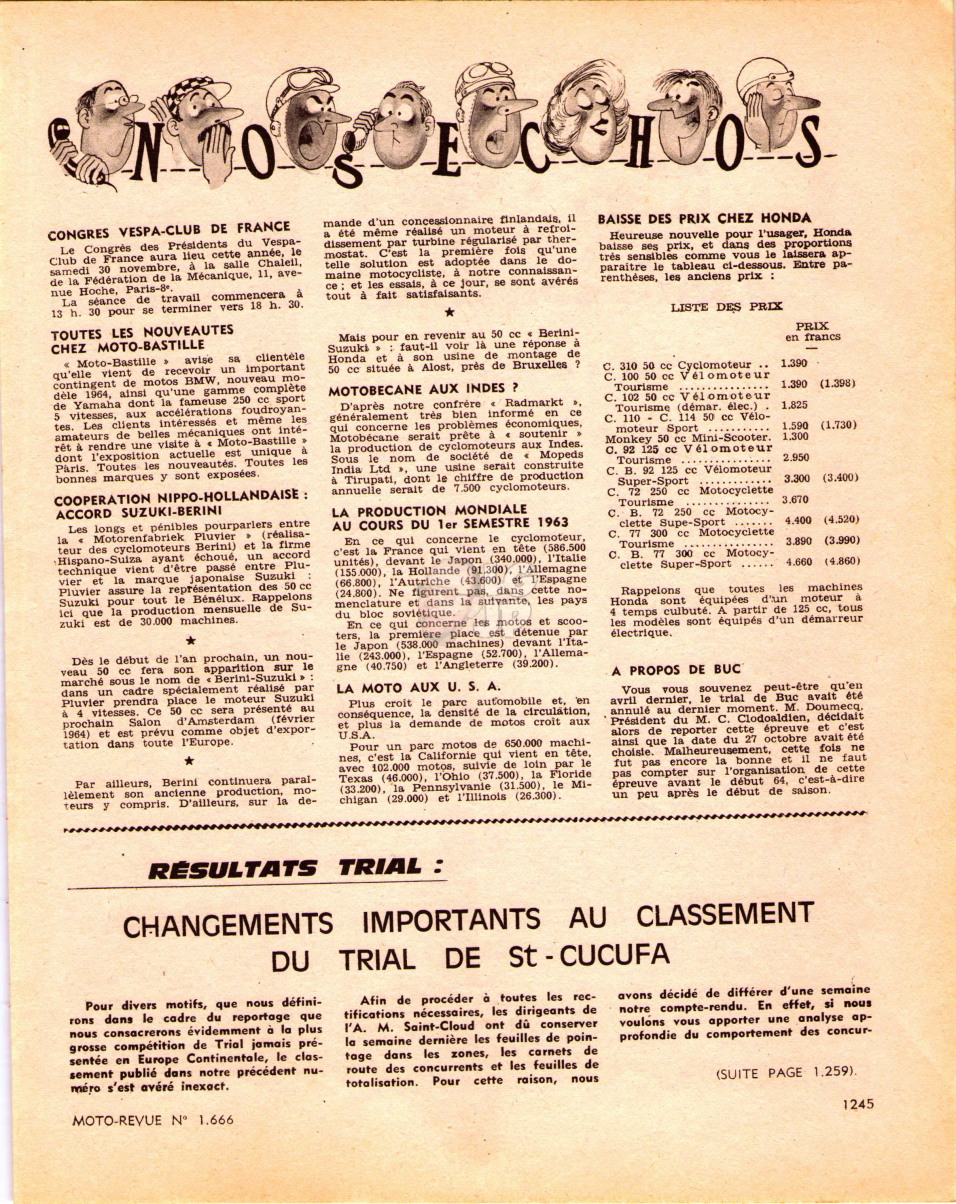 NOS ECHOS
CONGRES VESPA-CLUB DE FRANCE
Le Congrès des Présidents du Vespa-
Club de France aura lieu cette année, le
samedi 30 novembre, à la salle Chaleil,
de la Fédération de la Mécanique, 11, ave-
nue Hoche, Paris-8e.
La séance de travail commencera à
13 h. 30 pour se terminer vers 18 h. 30.
TOUTES LES NOUVEAUTES
CHEZ MOTO-BASTILLE
« Moto-Bastille » avise sa clientèle
qu'elle vient de recevoir un important
contingent de motos BMW, nouveau mo-
dèle 1964, ainsi qu'une gamme complète
de Yamaha dont la fameuse 250 cc sport
5 vitesses, aux accélérations foudroyan-
tes. Les clients intéressés et même les
amateurs de belles mécaniques ont inté-
rêt à rendre une visite à « Moto-Bastille »
dont l'exposition actuelle est unique à
Pàris. Toutes les nouveautés. Toutes les
bonnes marques y sont exposées.
COOPERATION NIPPO-HOLLANDAISE :
ACCORD SUZUKI-BERINI
Les longs et pénibles pourparlers entre
la « Motorenfabriek Pluvier » (réalisa-
teur des cyclomoteurs Berini) et la firme
Hispano-Suiza ayant échoué, un accord
technique vient d'être passé entre Plu-
vier et la marque japonaise Suzuki :
Pluvier assure la représentation des 50 cc
Suzuki pour tout le Bénélux. Rappelons
ici que la production mensuelle de Su-
zuki est de 30.000 machines.
★
Dès le début de l'an prochain, un nou-
veau 50 cc fera son apparition sur le
marché sous le nom de « Berini-Suzuki » :
dans un cadre spécialement réalisé par
Pluvier prendra place le moteur Suzuki
à 4 vitesses. Ce 50 cc sera présenté au
prochain Salon d'Amsterdam (février
1964) et est prévu comme objet d'expor-
tation dans toute l'Europe.
★
Par ailleurs, Berini continuera paral-
lèlement son ancienne production, mo-
teurs y compris. D'ailleurs, sur la de-
mande d'un concessionnaire finlandais, il
a été même réalisé un moteur à refroi-
dissement par turbine régularisé par ther-
mostat. C'est la première fois qu'une
telle solution est adoptée dans le do-
maine motocycliste, à notre connaissan-
ce ; et les essais, à ce jour, se sont avérés
tout à fait satisfaisants.
★
Mais pour en revenir au 50 cc « Berini-
Suzuki » : faut-il voir là une réponse à
Honda et à son usine de montage de
50 cc située à Alost, près de Bruxelles ?
MOTOBECANE AUX INDES ?
D'après notre confrère « Radmarkt »,
généralement très bien informé en ce
qui concerne les problèmes économiques,
Motobécane serait prête à « soutenir »
la production de cyclomoteurs aux Indes.
Sous le nom de société de « Mopeds
India Ltd », une usine serait construite
à Tirupati, dont le chiffre de production
annuelle serait de 7.500 cyclomoteurs.
LA PRODUCTION MONDIALE
AU COURS DU 1er SEMESTRE 1963
En ce qui concerne le cyclomoteur,
c'est la France qui vient en tête (586.500
unités), devant le Japon (340.000), l'Italie
(155.000), la Hollande (91.300), l'Allemagne
(66.800), l'Autriche (43.600) et l'Espagne
(24.800). Ne figurent pas, dans cette no-
menclature et dans la suivante, les pays
du bloc soviétique.
En ce qui concerne les motos et scoo-
ters, la première place est détenue par
le Japon (538.000 machines) devant l'Ita-
lie (243.000), l'Espagne (52.700), l'Allema-
gne (40.750) et l'Angleterre (39.200).
LA MOTO AUX U. S. A.
Plus croît le parc automobile et, en
conséquence, la densité de la circulation,
et plus la demande de motos croît aux
U.S.A.
Pour un parc motos de 650.000 machi-
nes, c'est la Californie qui vient en tête,
avec 102.000 motos, suivie de loin par le
Texas (46.000), l'Ohio (37.500), la Floride
(33.200), la Pennsylvanie (31.500), le Mi-
chigan (29.000) et l'Illinois (26.300).
BAISSE DES PRIX CHEZ HONDA
Heureuse nouvelle pour l'usager, Honda
baisse ses prix, et dans des proportions
très sensibles comme vous le laissera ap-
paraître le tableau ci-dessous. Entre pa-
renthèses, les anciens prix :
LISTE DES PRIX
PRIX
en francs
C. 310 50 cc Cyclomoteur .. 1.390
C. 100 50 cc Vélomoteur
Tourisme ............... 1.390 (1.398)
C. 102 50 cc Vélomoteur
Tourisme (démar. élec.) . 1.825
C. 110 - C. 114 50 cc Vélo-
moteur Sport ........... 1.590 (1.730)
Monkey 50 cc Mini-Scooter. 1.300
C. 92 125 cc Vélomoteur
Tourisme ............... 2.950
C. B. 92 125 cc Vélomoteur
Super-Sport ............ 3.300 (3.400)
C. 72 250 cc Motocyclette
Tourisme ............... 3.670
C. B. 72 250 cc Motocy-
clette Supe-Sport ....... 4.400 (4.520)
C. 77 300 cc Motocyclette
Tourisme ............... 3.890 (3.990)
C. B. 77 300 cc Motocy-
clette Super-Sport ...... 4.660 (4.860)
Rappelons que toutes les machines
Honda sont équipées d'un moteur à
4 temps culbuté. A partir de 125 cc, tous
les modèles sont équipés d'un démarreur
électrique.
A PROPOS DE BUC
Vous vous souvenez peut-être qu'en
avril dernier, le trial de Buc avait été
annulé au dernier moment. M. Doumecq,
Président du M. C. Clodoaldien, décidait
alors de reporter cette épreuve et c'est
ainsi que la date du 27 octobre avait été
choisie. Malheureusement, cette fois ne
fut pas encore la bonne et il ne faut
pas compter sur l'organisation de cette
épreuve avant le début 64, c'est-à-dire
un peu après le début de saison.
RÉSULTATS TRIAL :
CHANGEMENTS IMPORTANTS AU CLASSEMENT
DU TRIAL DE St-CUCUFA
Pour divers motifs, que nous défini-
rons dans le cadre du reportage que
nous consacrerons évidemment à la plus
grosse compétition de Trial jamais pré-
sentée en Europe Continentale, le clas-
sement publié dans notre précédent nu-
méro s'est avéré inexact.
Afin de procéder à toutes les rec-
tifications nécessaires, les dirigeants de
l'A. M. Saint-Cloud ont dû conserver
la semaine dernière les feuilles de poin-
tage dans les zones, les carnets de
route des concurrents et les feuilles de
totalisation. Pour cette raison, nous
avons décidé de différer d'une semaine
notre compte-rendu. En effet, si nous
voulons vous apporter une analyse ap-
profondie du comportement des concur-
(SUITE PAGE 1.259).
MOTO-REVUE N° 1.666
1245